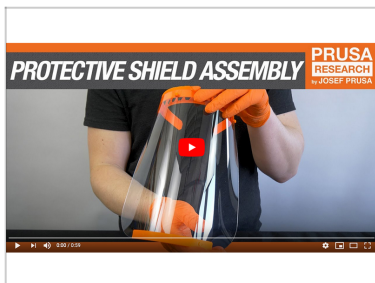 PROTECTIVE SHIELD ASSEMBLY
PRUSA
RESEARCH
by JOSEF PRUSA
0:00 / 0:59